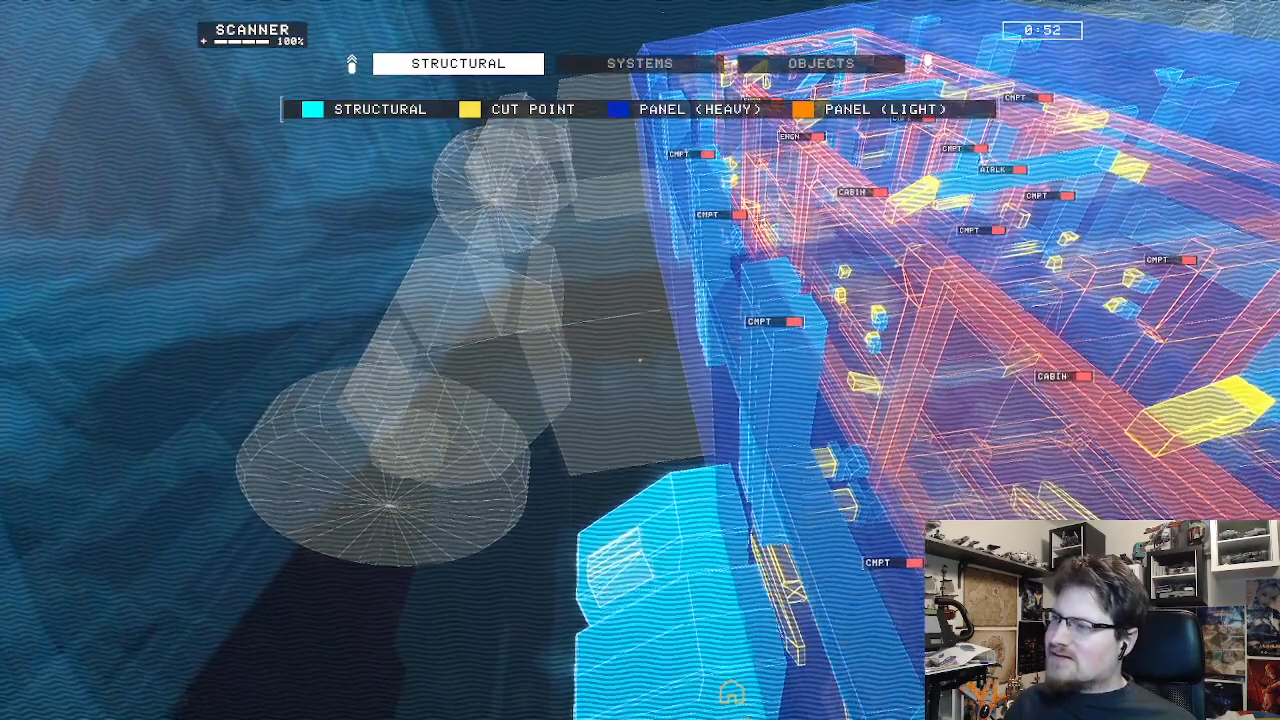 SCANNER
100%
0:52
STRUCTURAL
SYSTEMS
OBJECTS
STRUCTURAL
CUT POINT
PANEL (HEAVY)
PANEL (LIGHT)
CMPT
ENGN
CMPT
CMPT
AIRLK
CABIN
CMPT
CMPT
CMPT
CMPT
CMPT
CABIN
CMPT